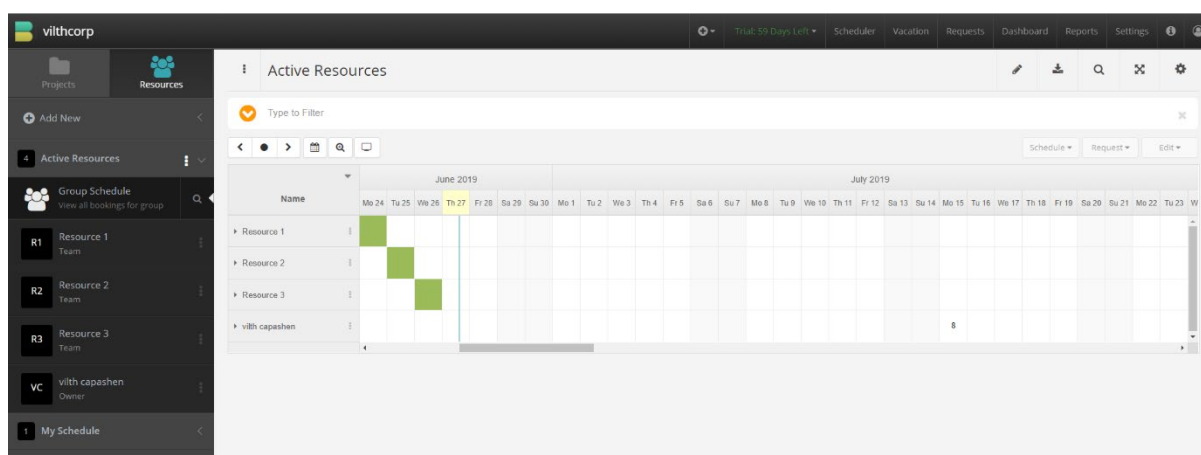 vilthcorp
Trial: 59 Days Left Scheduler Vacation Requests Dashboard Reports Settings
Projects Resources
Add New
4 Active Resources
Group Schedule
View all bookings for group
R1 Resource 1
Team
R2 Resource 2
Team
R3 Resource 3
Team
VC vilth capashen
Owner
1 My Schedule
Active Resources
Type to Filter
Schedule Request Edit
June 2019 July 2019
Name
Mo 24 Tu 25 We 26 Th 27 Fr 28 Sa 29 Su 30 Mo 1 Tu 2 We 3 Th 4 Fr 5 Sa 6 Su 7 Mo 8 Tu 9 We 10 Th 11 Fr 12 Sa 13 Su 14 Mo 15 Tu 16 We 17 Th 18 Fr 19 Sa 20 Su 21 Mo 22 Tu 23 W
Resource 1
Resource 2
Resource 3
vilth capashen 8